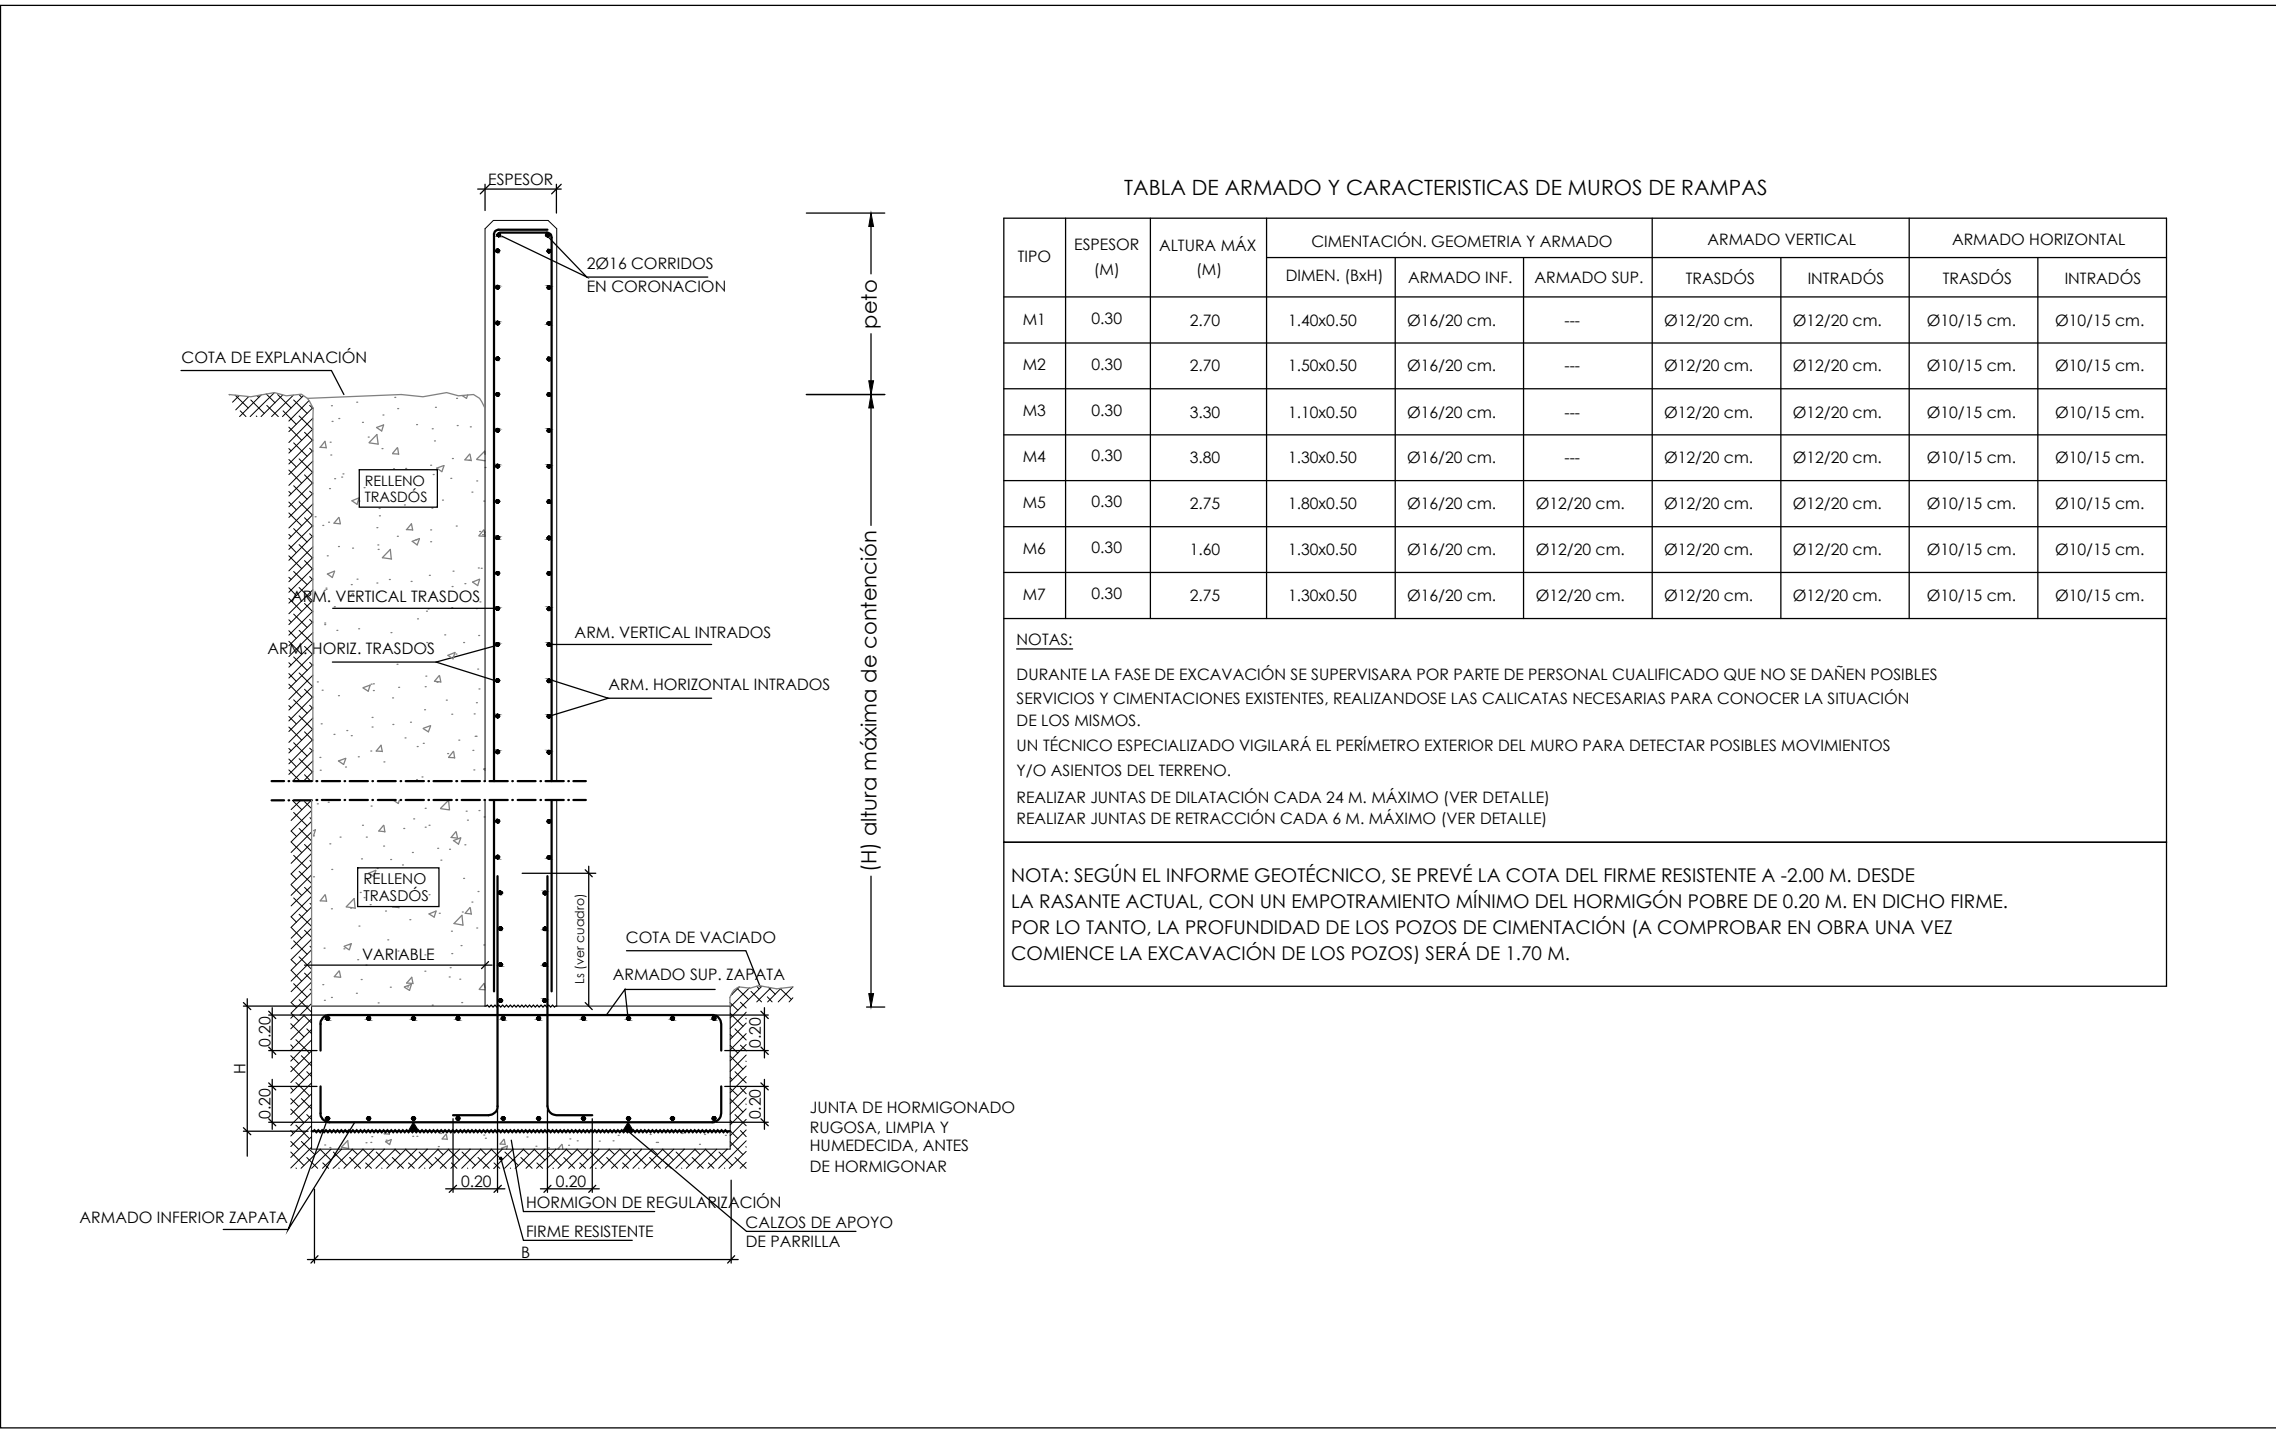 ESPESOR
2Ø16 CORRIDOS
EN CORONACIÓN
peto
COTA DE EXPLANACIÓN
RELLENO
TRASDÓS
ARM. VERTICAL TRASDOS
ARM. HORIZ. TRASDOS
ARM. VERTICAL INTRADOS
ARM. HORIZONTAL INTRADOS
(H) altura máxima de contención
RELLENO
TRASDÓS
Ls (ver cuadro)
VARIABLE
COTA DE VACIADO
ARMADO SUP. ZAPATA
0.20
0.20
H
0.20
0.20
JUNTA DE HORMIGONADO
RUGOSA, LIMPIA Y
HUMEDECIDA, ANTES
DE HORMIGONAR
0.20
0.20
HORMIGON DE REGULARIZACIÓN
ARMADO INFERIOR ZAPATA
FIRME RESISTENTE
CALZOS DE APOYO
DE PARRILLA
B
TABLA DE ARMADO Y CARACTERISTICAS DE MUROS DE RAMPAS
TIPO ESPESOR (M) ALTURA MÁX (M) CIMENTACIÓN. GEOMETRIA Y ARMADO ARMADO VERTICAL ARMADO HORIZONTAL
DIMEN. (BxH) ARMADO INF. ARMADO SUP. TRASDÓS INTRADÓS TRASDÓS INTRADÓS
M1 0.30 2.70 1.40x0.50 Ø16/20 cm. --- Ø12/20 cm. Ø12/20 cm. Ø10/15 cm. Ø10/15 cm.
M2 0.30 2.70 1.50x0.50 Ø16/20 cm. --- Ø12/20 cm. Ø12/20 cm. Ø10/15 cm. Ø10/15 cm.
M3 0.30 3.30 1.10x0.50 Ø16/20 cm. --- Ø12/20 cm. Ø12/20 cm. Ø10/15 cm. Ø10/15 cm.
M4 0.30 3.80 1.30x0.50 Ø16/20 cm. --- Ø12/20 cm. Ø12/20 cm. Ø10/15 cm. Ø10/15 cm.
M5 0.30 2.75 1.80x0.50 Ø16/20 cm. Ø12/20 cm. Ø12/20 cm. Ø12/20 cm. Ø10/15 cm. Ø10/15 cm.
M6 0.30 1.60 1.30x0.50 Ø16/20 cm. Ø12/20 cm. Ø12/20 cm. Ø12/20 cm. Ø10/15 cm. Ø10/15 cm.
M7 0.30 2.75 1.30x0.50 Ø16/20 cm. Ø12/20 cm. Ø12/20 cm. Ø12/20 cm. Ø10/15 cm. Ø10/15 cm.
NOTAS:
DURANTE LA FASE DE EXCAVACIÓN SE SUPERVISARA POR PARTE DE PERSONAL CUALIFICADO QUE NO SE DAÑEN POSIBLES
SERVICIOS Y CIMENTACIONES EXISTENTES, REALIZANDOSE LAS CALICATAS NECESARIAS PARA CONOCER LA SITUACIÓN
DE LOS MISMOS.
UN TÉCNICO ESPECIALIZADO VIGILARÁ EL PERÍMETRO EXTERIOR DEL MURO PARA DETECTAR POSIBLES MOVIMIENTOS
Y/O ASIENTOS DEL TERRENO.
REALIZAR JUNTAS DE DILATACIÓN CADA 24 M. MÁXIMO (VER DETALLE)
REALIZAR JUNTAS DE RETRACCIÓN CADA 6 M. MÁXIMO (VER DETALLE)
NOTA: SEGÚN EL INFORME GEOTÉCNICO, SE PREVÉ LA COTA DEL FIRME RESISTENTE A -2.00 M. DESDE
LA RASANTE ACTUAL, CON UN EMPOTRAMIENTO MÍNIMO DEL HORMIGÓN POBRE DE 0.20 M. EN DICHO FIRME.
POR LO TANTO, LA PROFUNDIDAD DE LOS POZOS DE CIMENTACIÓN (A COMPROBAR EN OBRA UNA VEZ
COMIENCE LA EXCAVACIÓN DE LOS POZOS) SERÁ DE 1.70 M.